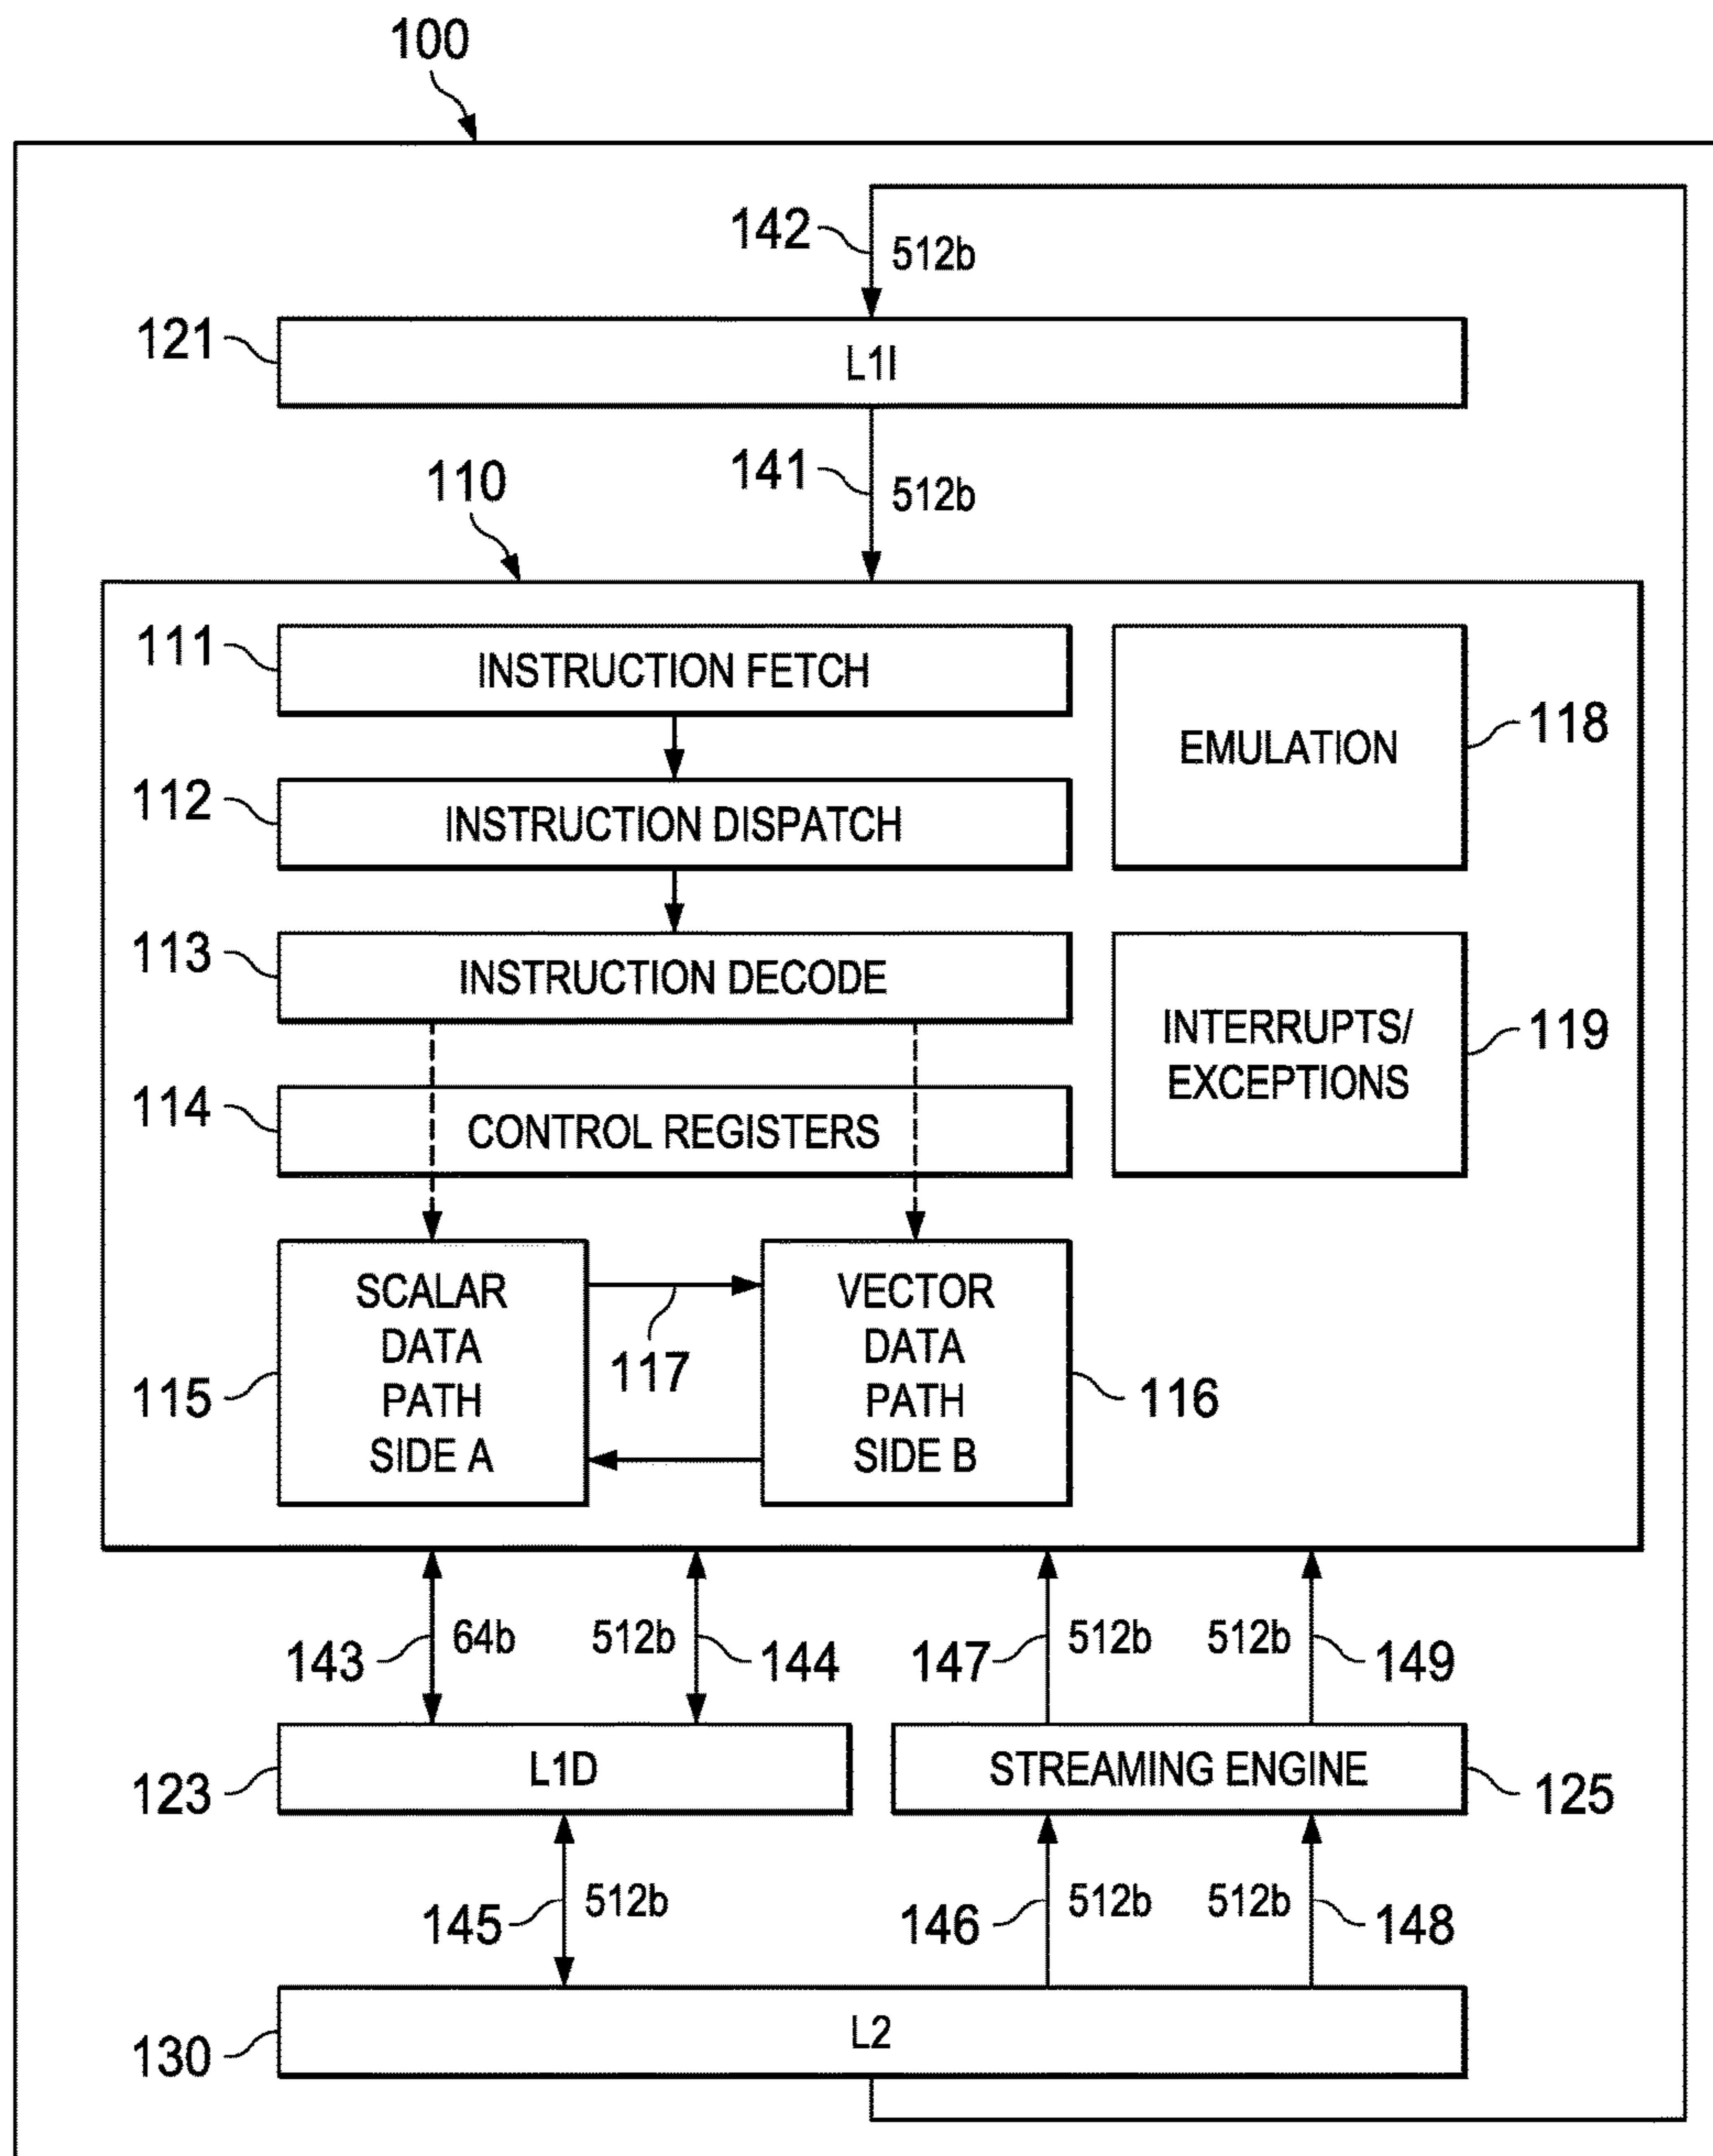 100
142
512b
121
L1I
141
512b
110
111
INSTRUCTION FETCH
118
EMULATION
112
INSTRUCTION DISPATCH
113
INSTRUCTION DECODE
119
INTERRUPTS/
EXCEPTIONS
114
CONTROL REGISTERS
115
SCALAR
DATA
PATH
SIDE A
117
VECTOR
DATA
PATH
SIDE B
116
143
64b
512b
144
147
512b
512b
149
123
L1D
STREAMING ENGINE
125
145
512b
146
512b
512b
148
130
L2